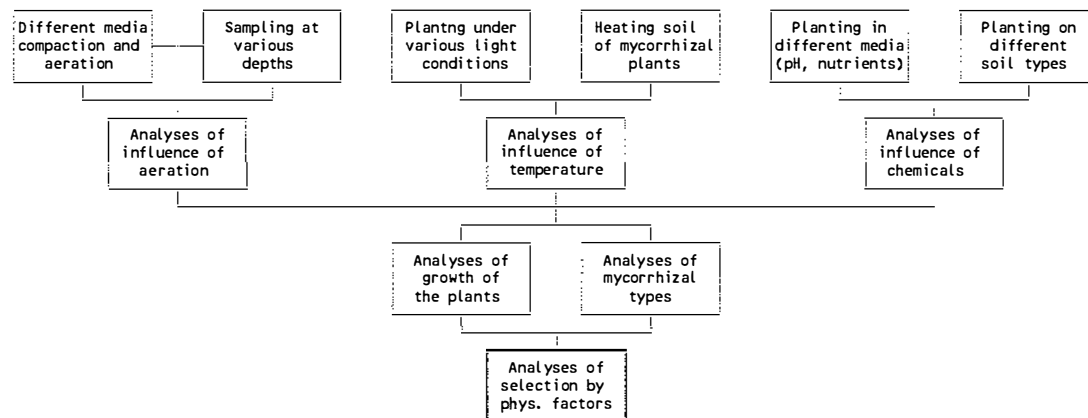 Different media
compaction and
aeration
Sampling at
various
depths
Plantng under
various light
conditions
Heating soil
of mycorrhizal
plants
Planting in
different media
(pH, nutrients)
Planting on
different
soil types
Analyses of
influence of
aeration
Analyses of
influence of
temperature
Analyses of
influence of
chemicals
Analyses of
growth of
the plants
Analyses of
mycorrhizal
types
Analyses of
selection by
phys. factors